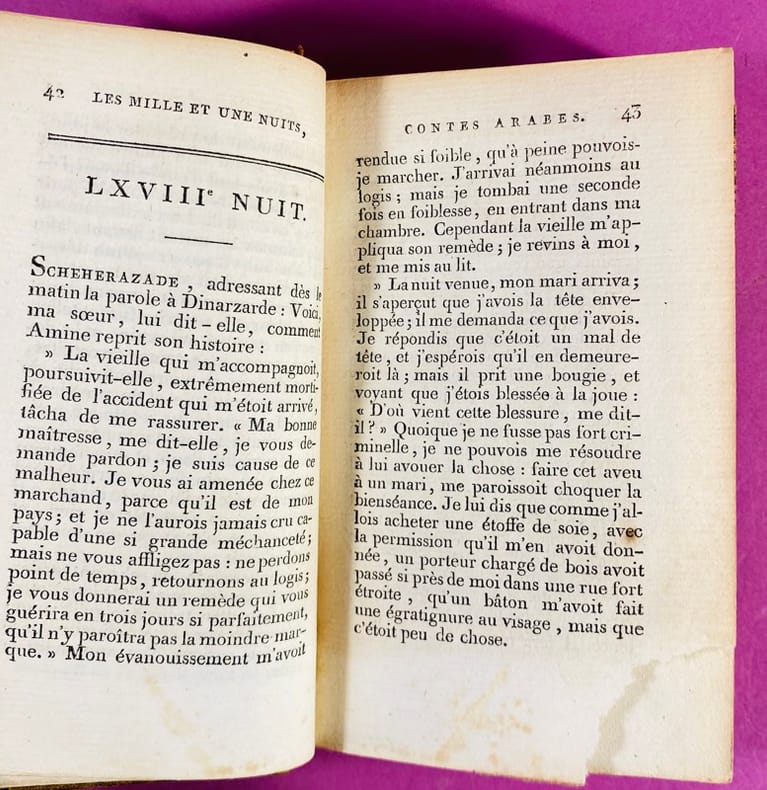 42 LES MILLE ET UNE NUITS,
LXVIIIe NUIT.
SCHEHERAZADE, adressant dès le
matin la parole à Dinarzarde : Voici,
ma sœur, lui dit-elle, comment
Amine reprit son histoire :
» La vieille qui m'accompagnoit,
poursuivit-elle, extrêmement morti-
fiée de l'accident qui m'étoit arrivé,
tâcha de me rassurer. « Ma bonne
maîtresse, me dit-elle, je vous de-
mande pardon ; je suis cause de ce
malheur. Je vous ai amenée chez ce
marchand, parce qu'il est de mon
pays; et je ne l'aurois jamais cru ca-
pable d'une si grande méchanceté;
mais ne vous affligez pas : ne perdons
point de temps, retournons au logis;
je vous donnerai un remède qui vous
guérira en trois jours si parfaitement,
qu'il n'y paroîtra pas la moindre mar-
que. » Mon évanouissement m'avoit
CONTES ARABES. 43
rendue si foible, qu'à peine pouvois-
je marcher. J'arrivai néanmoins au
logis ; mais je tombai une seconde
fois en foiblesse, en entrant dans ma
chambre. Cependant la vieille m'ap-
pliqua son remède ; je revins à moi,
et me mis au lit.
» La nuit venue, mon mari arriva;
il s'aperçut que j'avois la tête enve-
loppée; il me demanda ce que j'avois.
Je répondis que c'étoit un mal de
tête, et j'espérois qu'il en demeure-
roit là ; mais il prit une bougie, et
voyant que j'étois blessée à la joue :
« D'où vient cette blessure, me dit-
il ? » Quoique je ne fusse pas fort cri-
minelle, je ne pouvois me résoudre
à lui avouer la chose : faire cet aveu
à un mari, me paroissoit choquer la
bienséance. Je lui dis que comme j'al-
lois acheter une étoffe de soie, avec
la permission qu'il m'en avoit don-
née, un porteur chargé de bois avoit
passé si près de moi dans une rue fort
étroite, qu'un bâton m'avoit fait
une égratignure au visage, mais que
c'étoit peu de chose.